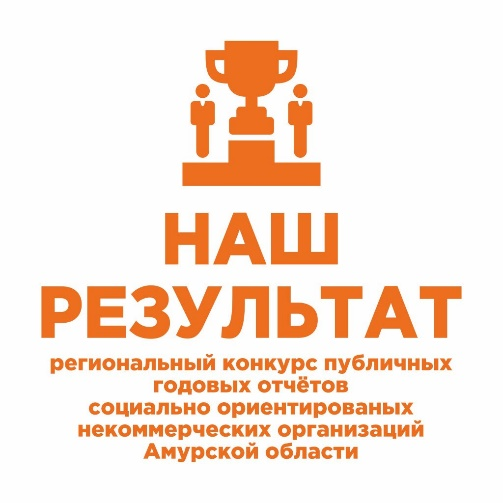 НАШ
РЕЗУЛЬТАТ
региональный конкурс публичных
годовых отчётов
социально ориентированых
некоммерческих организаций
Амурской области